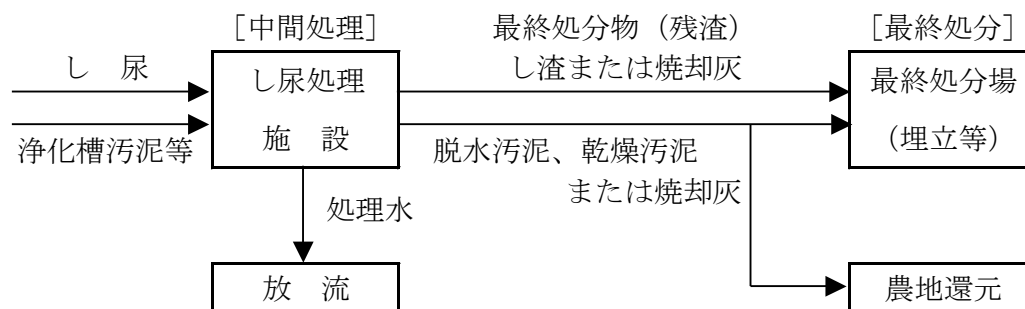 ［中間処理］
最終処分物（残渣）
［最終処分］
し　尿
し尿処理
施　設
し渣または焼却灰
最終処分場
（埋立等）
浄化槽汚泥等
脱水汚泥、乾燥汚泥
または焼却灰
処理水
放　流
農地還元